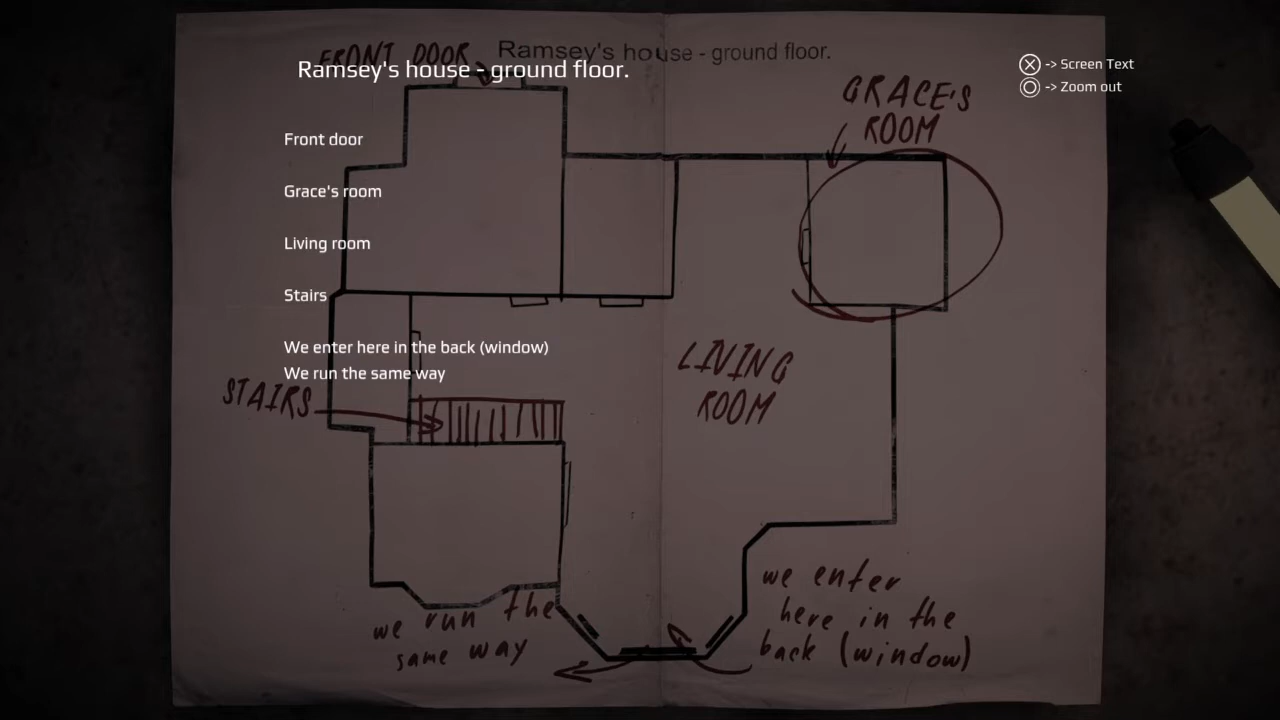 FRONT DOOR
Ramsey's house - ground floor.
Ramsey's house - ground floor.
-> Screen Text
-> Zoom out
GRACE'S
ROOM
Front door
Grace's room
Living room
Stairs
We enter here in the back (window)
We run the same way
LIVING
ROOM
STAIRS
we enter
here in the
back (window)
we run the
same way